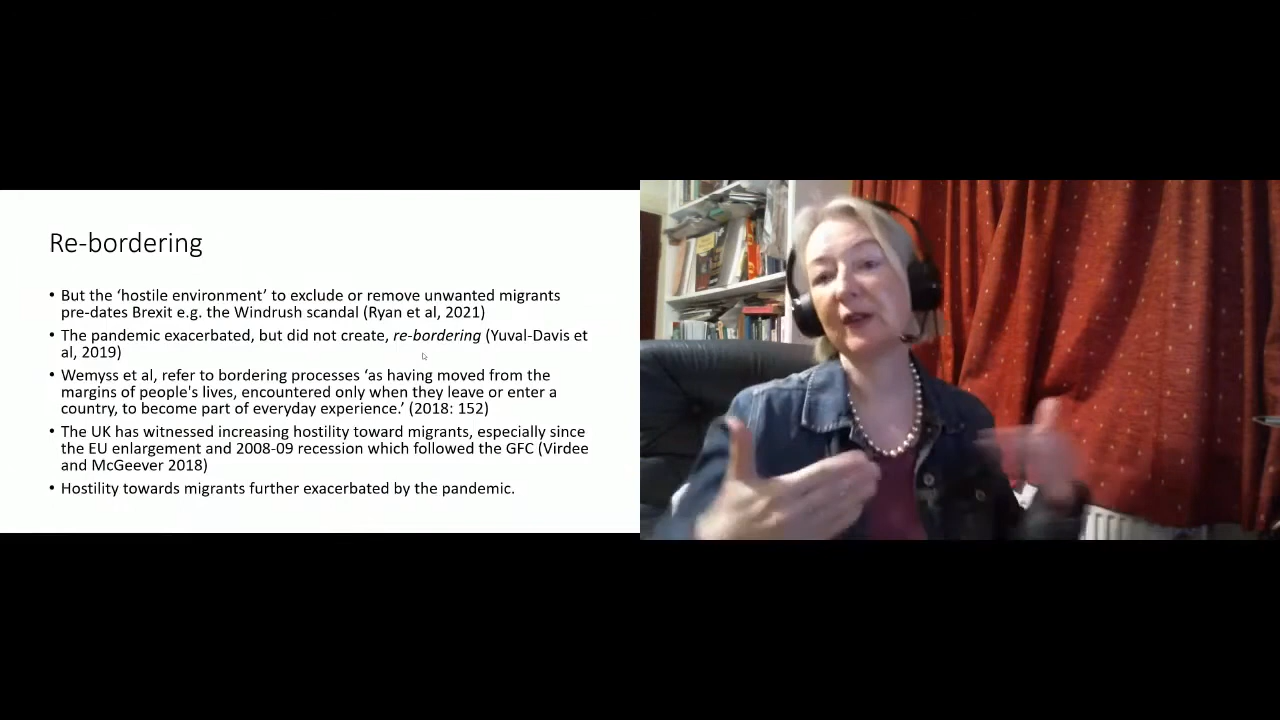 Re-bordering
• But the ‘hostile environment’ to exclude or remove unwanted migrants
pre-dates Brexit e.g. the Windrush scandal (Ryan et al, 2021)
• The pandemic exacerbated, but did not create, re-bordering (Yuval-Davis et
al, 2019)
• Wemyss et al, refer to bordering processes ‘as having moved from the
margins of people's lives, encountered only when they leave or enter a
country, to become part of everyday experience.’ (2018: 152)
• The UK has witnessed increasing hostility toward migrants, especially since
the EU enlargement and 2008-09 recession which followed the GFC (Virdee
and McGeever 2018)
• Hostility towards migrants further exacerbated by the pandemic.